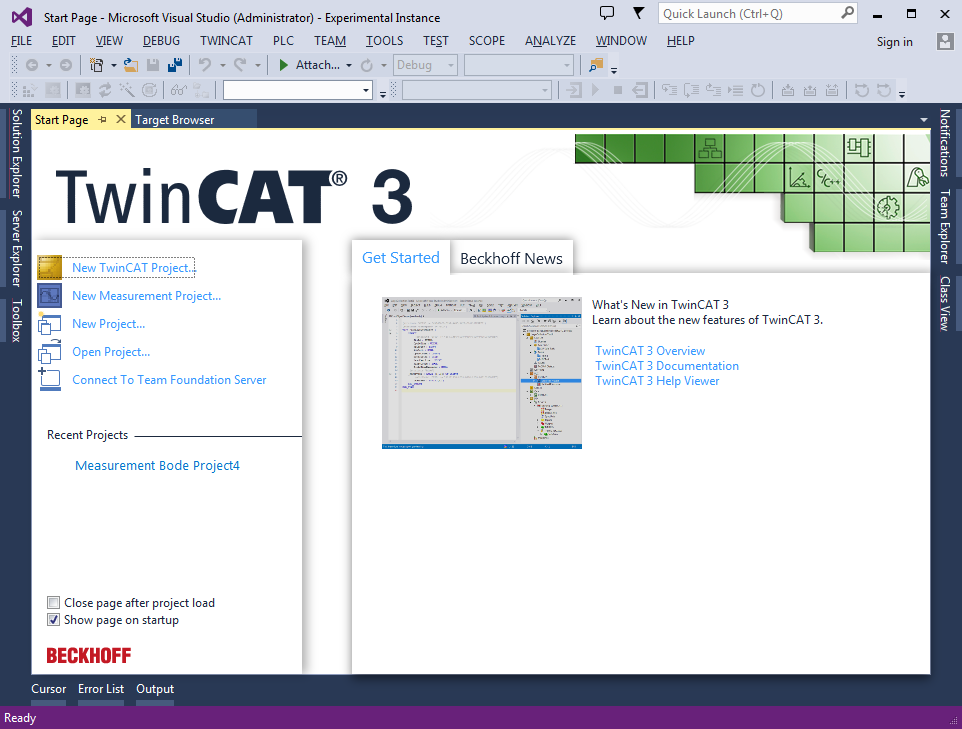 Start Page - Microsoft Visual Studio (Administrator) - Experimental Instance
Quick Launch (Ctrl+Q)
FILE EDIT VIEW DEBUG TWINCAT PLC TEAM TOOLS TEST SCOPE ANALYZE WINDOW HELP
Sign in
Attach...
Debug
Start Page
Target Browser
Solution Explorer
Server Explorer
Toolbox
Notifications
Team Explorer
Class View
TwinCAT® 3
C/C++
New TwinCAT Project...
New Measurement Project...
New Project...
Open Project...
Connect To Team Foundation Server
Recent Projects
Measurement Bode Project4
Close page after project load
Show page on startup
BECKHOFF
Get Started
Beckhoff News
What's New in TwinCAT 3
Learn about the new features of TwinCAT 3.
TwinCAT 3 Overview
TwinCAT 3 Documentation
TwinCAT 3 Help Viewer
Cursor
Error List
Output
Ready